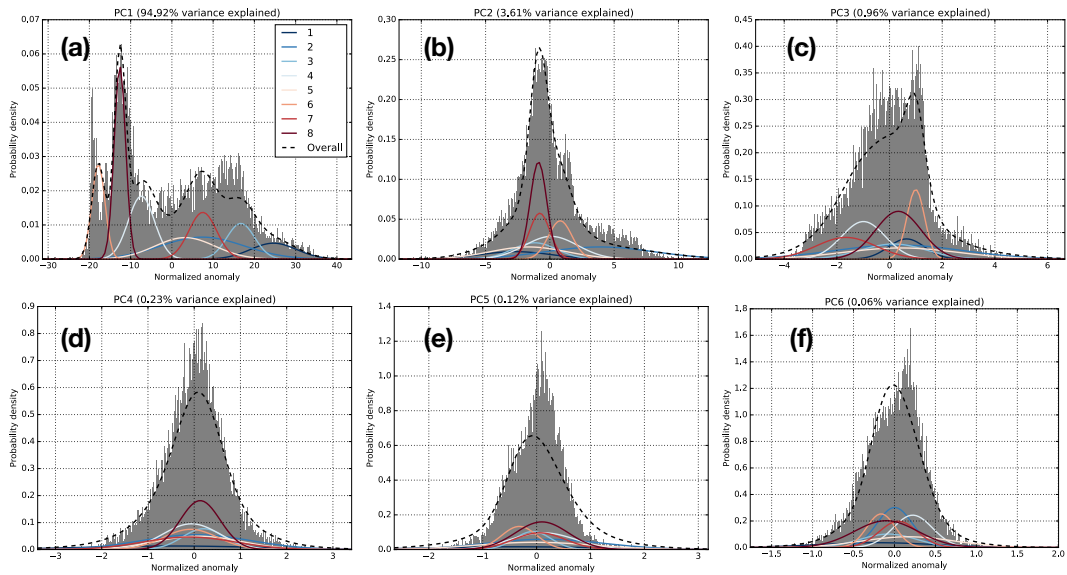 PC1 (94.92% variance explained)
(a)
0.07
0.06
0.05
0.04
0.03
0.02
0.01
0.00
Probability density
−30 −20 −10 0 10 20 30 40
Normalized anomaly
1
2
3
4
5
6
7
8
Overall
PC2 (3.61% variance explained)
(b)
0.30
0.25
0.20
0.15
0.10
0.05
0.00
Probability density
−10 −5 0 5 10
Normalized anomaly
PC3 (0.96% variance explained)
(c)
0.45
0.40
0.35
0.30
0.25
0.20
0.15
0.10
0.05
0.00
Probability density
−4 −2 0 2 4 6
Normalized anomaly
PC4 (0.23% variance explained)
(d)
0.9
0.8
0.7
0.6
0.5
0.4
0.3
0.2
0.1
0.0
Probability density
−3 −2 −1 0 1 2 3
Normalized anomaly
PC5 (0.12% variance explained)
(e)
1.4
1.2
1.0
0.8
0.6
0.4
0.2
0.0
Probability density
−2 −1 0 1 2 3
Normalized anomaly
PC6 (0.06% variance explained)
(f)
1.8
1.6
1.4
1.2
1.0
0.8
0.6
0.4
0.2
0.0
Probability density
−1.5 −1.0 −0.5 0.0 0.5 1.0 1.5 2.0
Normalized anomaly